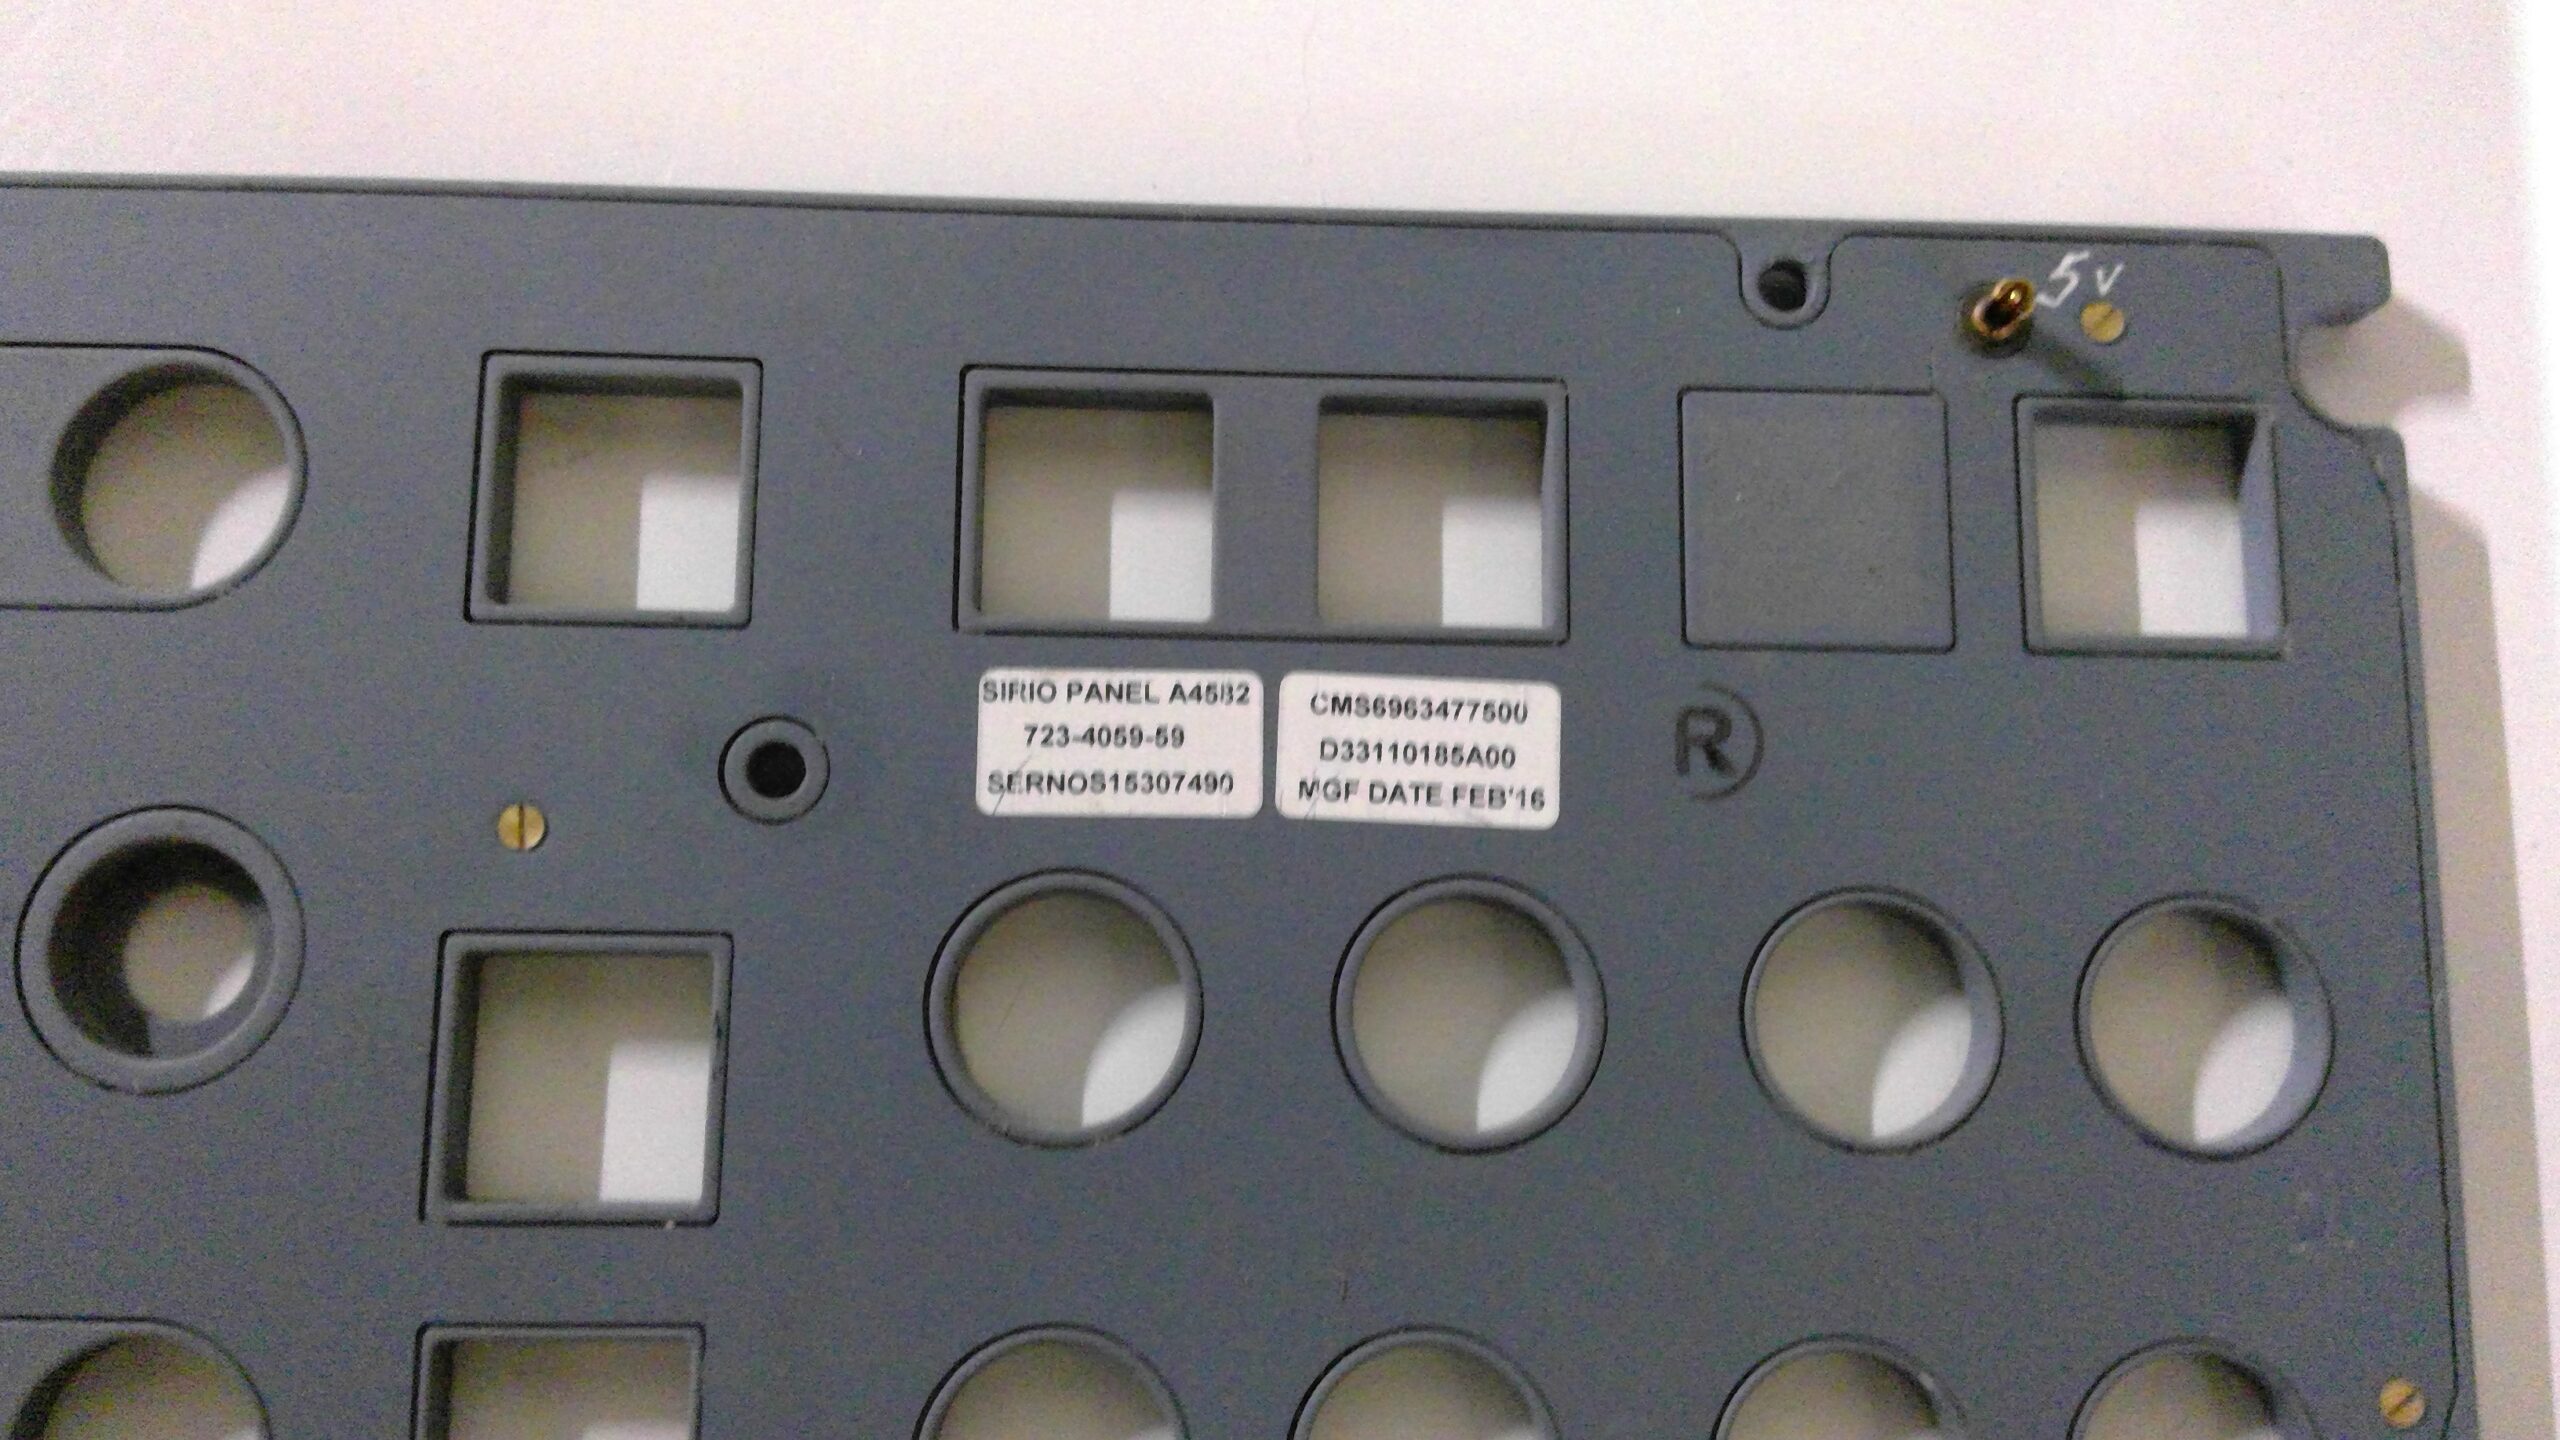 5v
SIRIO PANEL A4582
723-4059-59
SERNOS15307490
CMS6963477500
D33110185A00
MGF DATE FEB'16
R